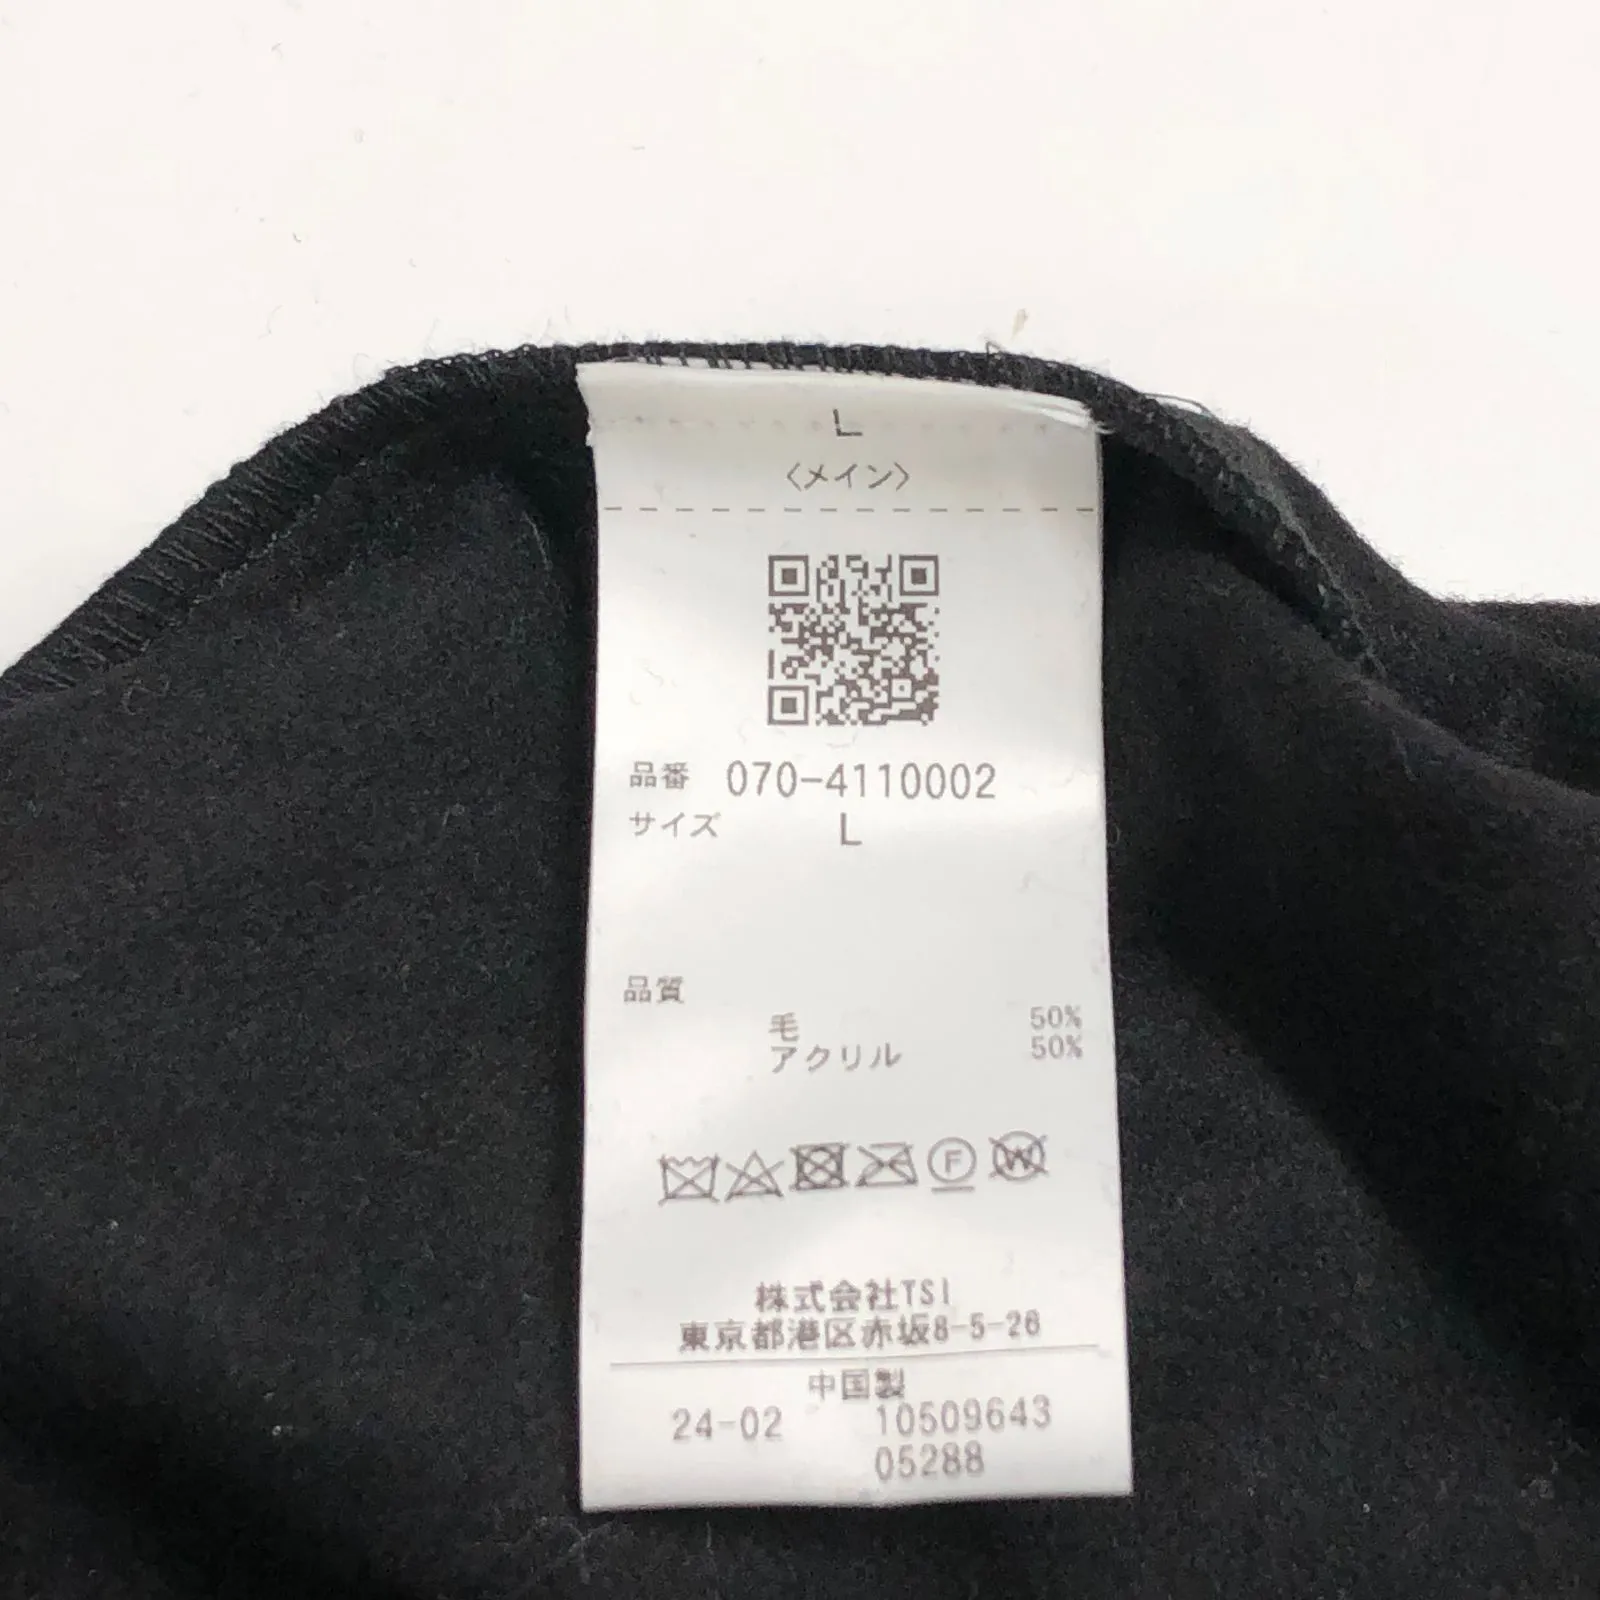 L
〈メイン〉
品番 070-4110002
サイズ L
品質
毛 50%
アクリル 50%
F W
株式会社TSI
東京都港区赤坂8-5-26
中国製
24-02 10509643
05288